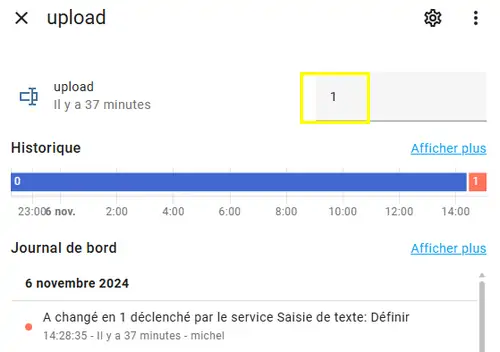 upload
upload
Il y a 37 minutes
1
Historique
Afficher plus
0
1
23:00 6 nov. 2:00 4:00 6:00 8:00 10:00 12:00 14:00
Journal de bord
Afficher plus
6 novembre 2024
A changé en 1 déclenché par le service Saisie de texte: Définir
14:28:35 - Il y a 37 minutes - michel